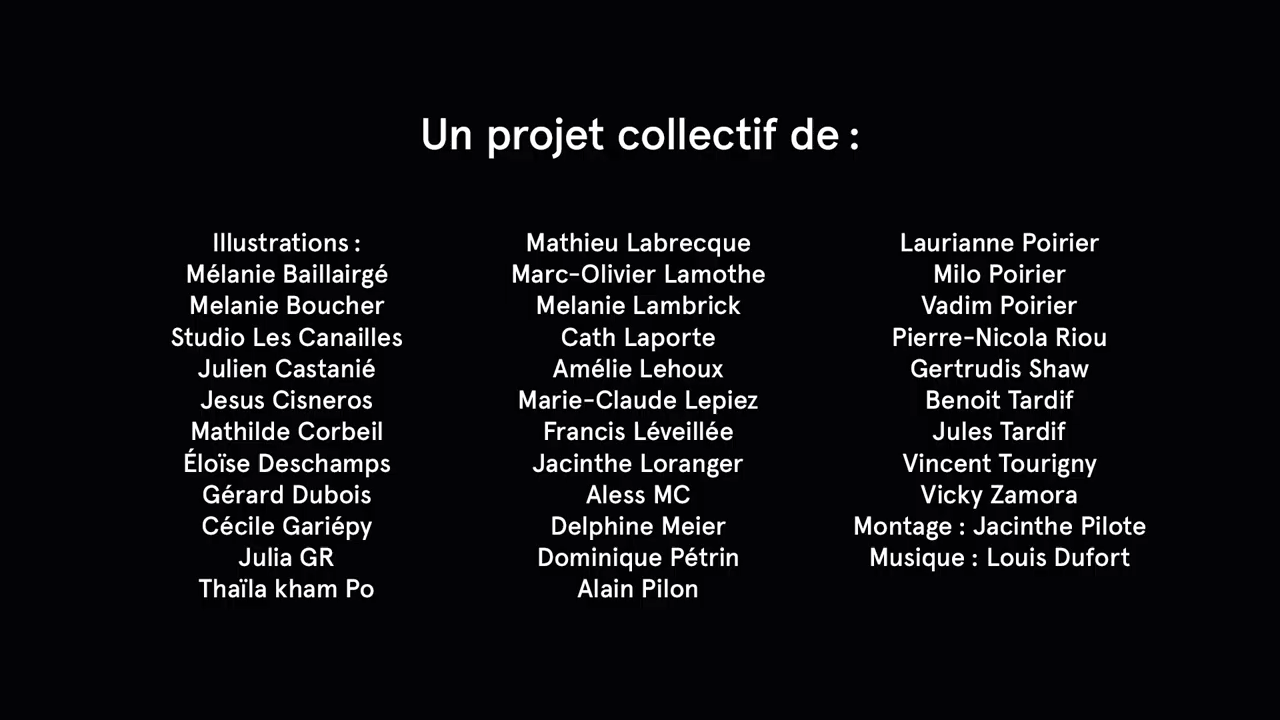 Un projet collectif de :
Illustrations :
Mélanie Baillairgé
Melanie Boucher
Studio Les Canailles
Julien Castanié
Jesus Cisneros
Mathilde Corbeil
Éloïse Deschamps
Gérard Dubois
Cécile Gariépy
Julia GR
Thaïla kham Po
Mathieu Labrecque
Marc-Olivier Lamothe
Melanie Lambrick
Cath Laporte
Amélie Lehoux
Marie-Claude Lepiez
Francis Léveillée
Jacinthe Loranger
Aless MC
Delphine Meier
Dominique Pétrin
Alain Pilon
Laurianne Poirier
Milo Poirier
Vadim Poirier
Pierre-Nicola Riou
Gertrudis Shaw
Benoit Tardif
Jules Tardif
Vincent Tourigny
Vicky Zamora
Montage : Jacinthe Pilote
Musique : Louis Dufort